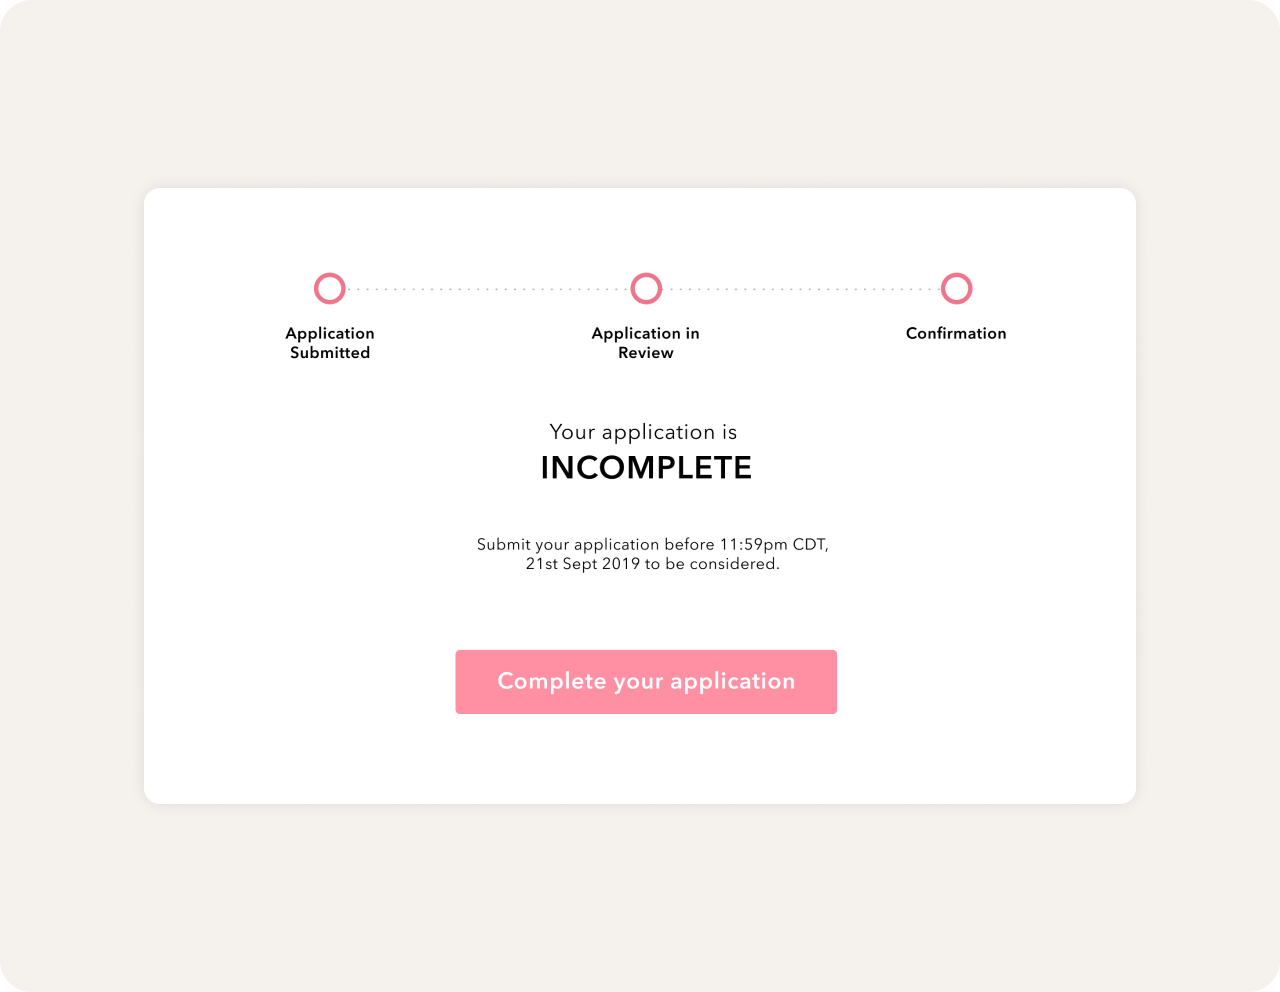 Application
Submitted
Application in
Review
Confirmation
Your application is
INCOMPLETE
Submit your application before 11:59pm CDT,
21st Sept 2019 to be considered.
Complete your application